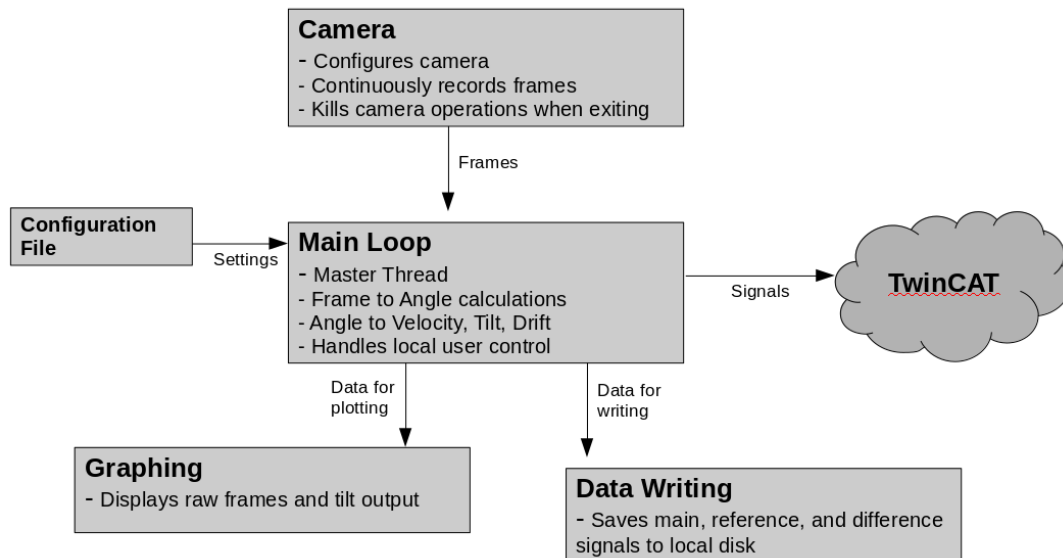 Camera
- Configures camera
- Continuously records frames
- Kills camera operations when exiting
Frames
Configuration
File
Settings
Main Loop
- Master Thread
- Frame to Angle calculations
- Angle to Velocity, Tilt, Drift
- Handles local user control
Signals
TwinCAT
Data for
plotting
Data for
writing
Graphing
- Displays raw frames and tilt output
Data Writing
- Saves main, reference, and difference
signals to local disk